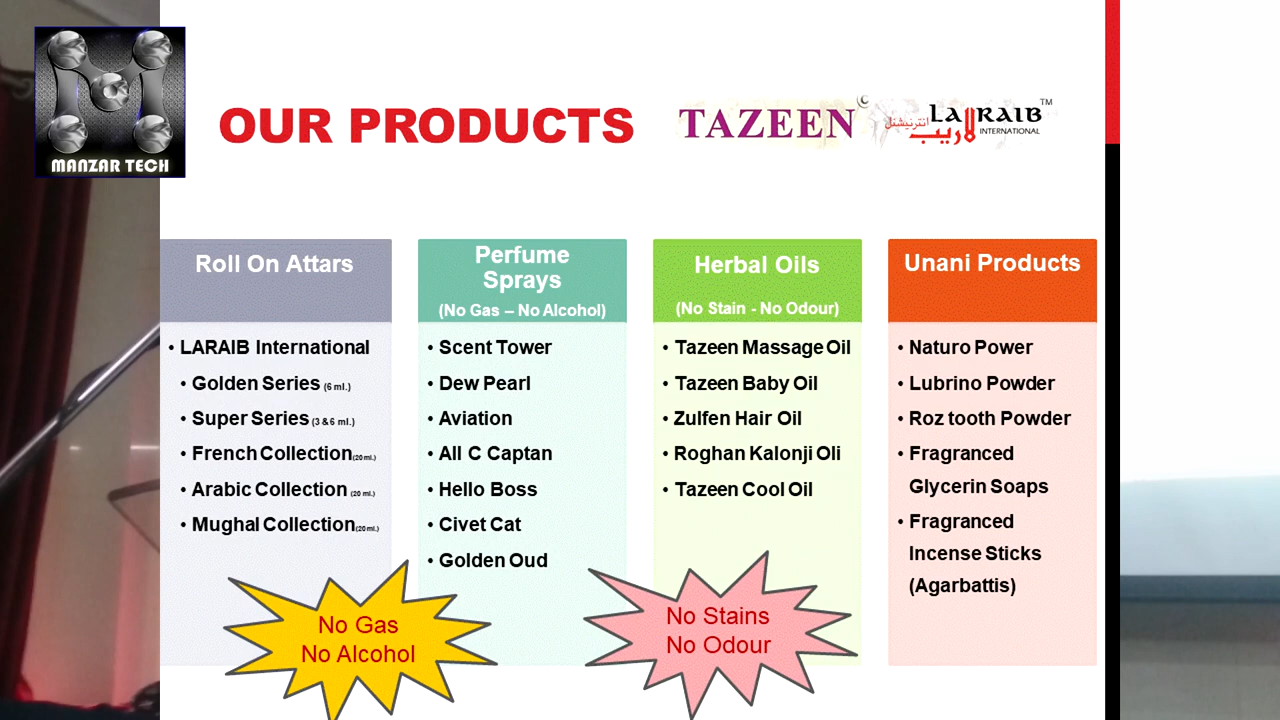 MANZAR TECH
OUR PRODUCTS
TAZEEN ©
انٹرنیشنل
لاریب
LARAIB TM
INTERNATIONAL
Roll On Attars
• LARAIB International
• Golden Series (6 ml.)
• Super Series (3 & 6 ml.)
• French Collection (20 ml.)
• Arabic Collection (20 ml.)
• Mughal Collection (20 ml.)
Perfume
Sprays
(No Gas – No Alcohol)
• Scent Tower
• Dew Pearl
• Aviation
• All C Captan
• Hello Boss
• Civet Cat
• Golden Oud
Herbal Oils
(No Stain - No Odour)
• Tazeen Massage Oil
• Tazeen Baby Oil
• Zulfen Hair Oil
• Roghan Kalonji Oli
• Tazeen Cool Oil
Unani Products
• Naturo Power
• Lubrino Powder
• Roz tooth Powder
• Fragranced
Glycerin Soaps
• Fragranced
Incense Sticks
(Agarbattis)
No Gas
No Alcohol
No Stains
No Odour